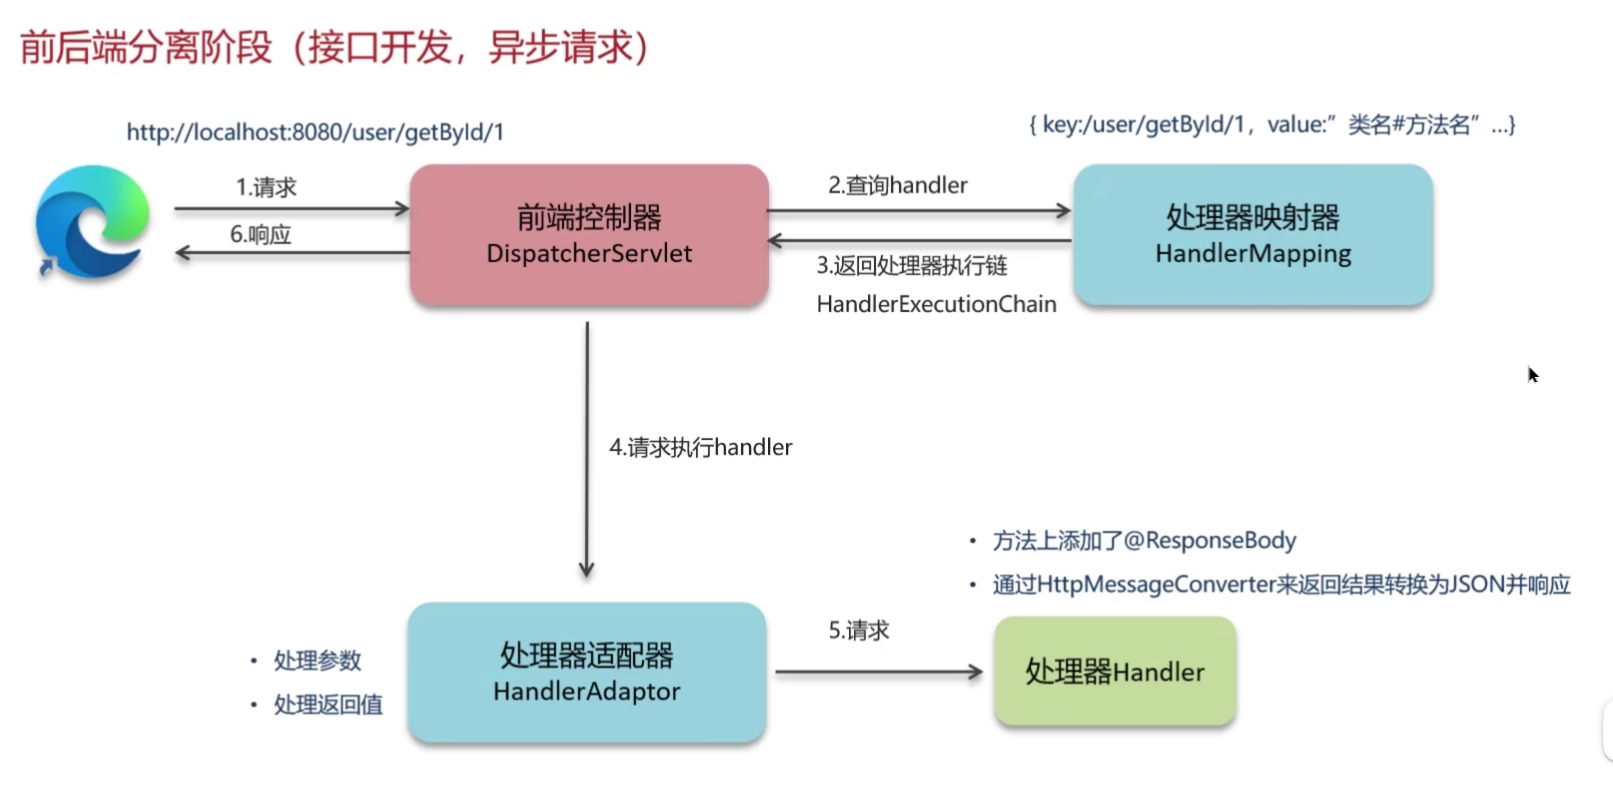 前后端分离阶段（接口开发，异步请求）
http://localhost:8080/user/getById/1
{ key:/user/getById/1，value:”类名#方法名”...}
1.请求
6.响应
前端控制器
DispatcherServlet
2.查询handler
3.返回处理器执行链
HandlerExecutionChain
处理器映射器
HandlerMapping
4.请求执行handler
• 方法上添加了@ResponseBody
• 通过HttpMessageConverter来返回结果转换为JSON并响应
• 处理参数
• 处理返回值
处理器适配器
HandlerAdaptor
5.请求
处理器Handler